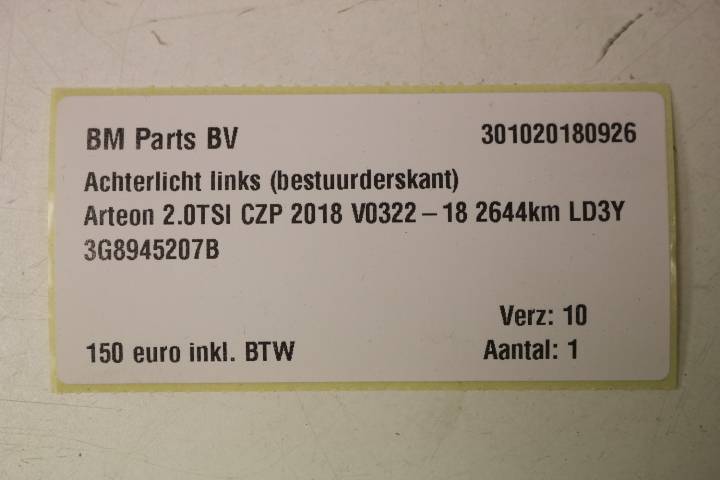 BM Parts BV 301020180926
Achterlicht links (bestuurderskant)
Arteon 2.0TSI CZP 2018 V0322 – 18 2644km LD3Y
3G8945207B
Verz: 10
150 euro inkl. BTW Aantal: 1